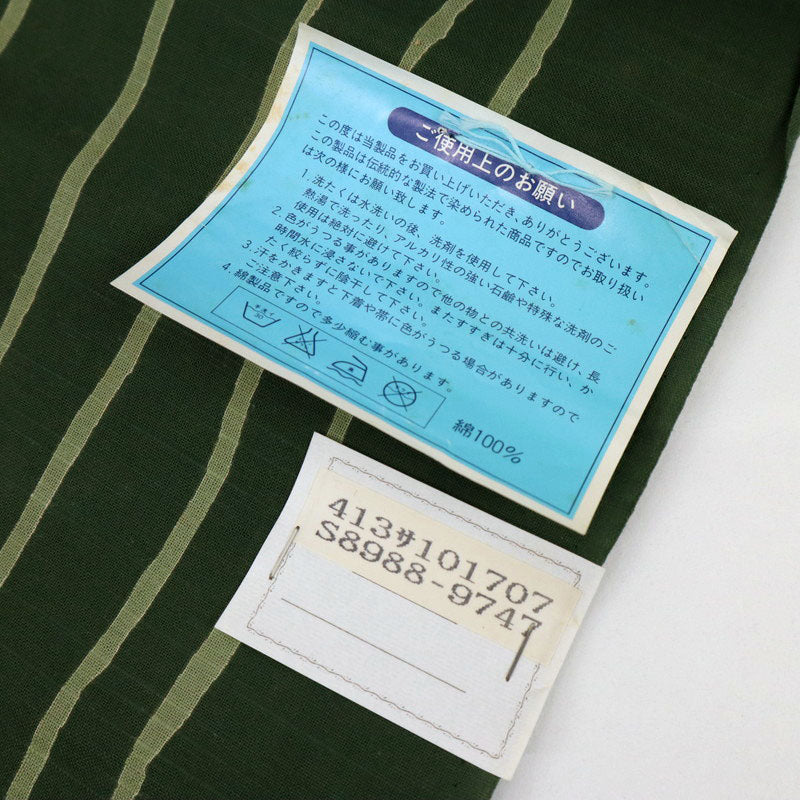 ご使用上のお願い
この度は当製品をお買い上げいただき、ありがとうございます。
この製品は伝統的な製法で染められた商品ですのでお取り扱い
は次の様にお願い致します。
1. 洗たくは水洗いの後、洗剤を使用して下さい。
熱湯で洗ったり、アルカリ性の強い石鹸や特殊な洗剤のご
使用は絶対に避けて下さい。
2. 色がうつる事がありますので他の物との共洗いは避け、長
時間水に浸さないで下さい。またすすぎは十分に行い、か
たく絞らずに陰干して下さい。
3. 汗をかきますと下着や帯に色がうつる場合がありますので
ご注意下さい。
4. 綿製品ですので多少縮む事があります。
綿100%
413サ101707
S8988-9747